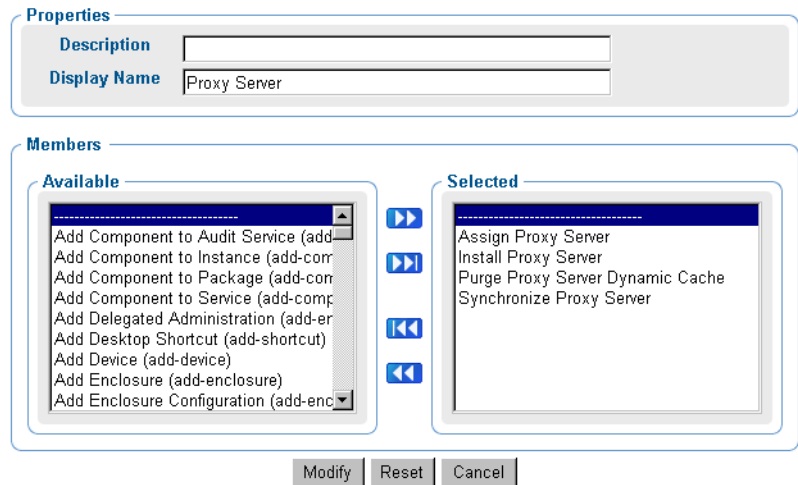 Properties
Description
Display Name
Proxy Server
Members
Available
------------------------------------
Add Component to Audit Service (add-
Add Component to Instance (add-com
Add Component to Package (add-com
Add Component to Service (add-comp
Add Delegated Administration (add-er
Add Desktop Shortcut (add-shortcut)
Add Device (add-device)
Add Enclosure (add-enclosure)
Add Enclosure Configuration (add-enc
Selected
------------------------------------
Assign Proxy Server
Install Proxy Server
Purge Proxy Server Dynamic Cache
Synchronize Proxy Server
Modify
Reset
Cancel